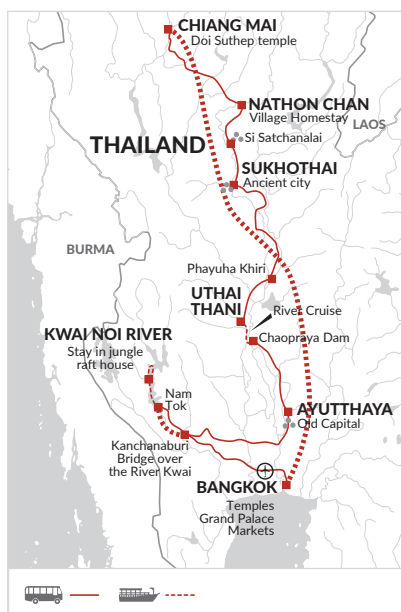 CHIANG MAI
Doi Suthep temple
NATHON CHAN
Village Homestay
LAOS
Si Satchanalai
THAILAND
SUKHOTHAI
Ancient city
BURMA
Phayuha Khiri
UTHAI
THANI
River Cruise
KWAI NOI RIVER
Stay in jungle
raft house
Chaopraya Dam
Nam
Tok
AYUTTHAYA
Old Capital
Kanchanaburi
Bridge over
the River Kwai
BANGKOK
Temples
Grand Palace
Markets